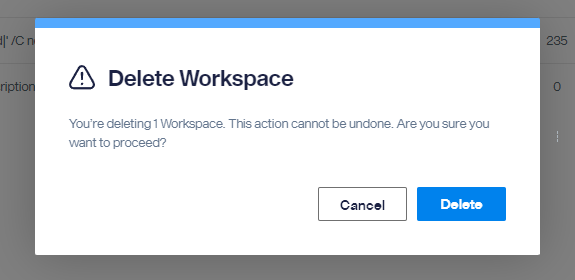 d|' /C n
235
Delete Workspace
ription
0
You're deleting 1 Workspace. This action cannot be undone. Are you sure you
want to proceed?
Cancel
Delete